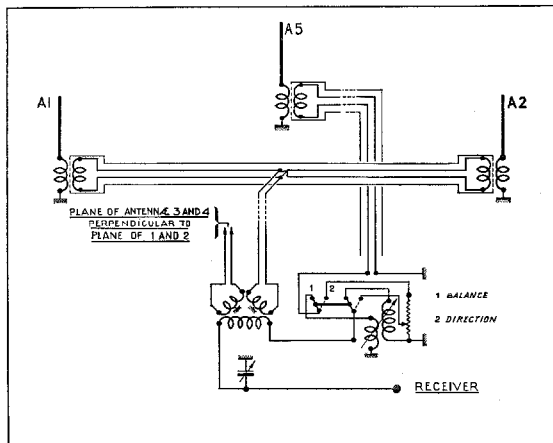 A5
A1
A2
PLANE OF ANTENNÆ 3 AND 4
PERPENDICULAR TO
PLANE OF 1 AND 2
1 2
1 BALANCE
2 DIRECTION
RECEIVER